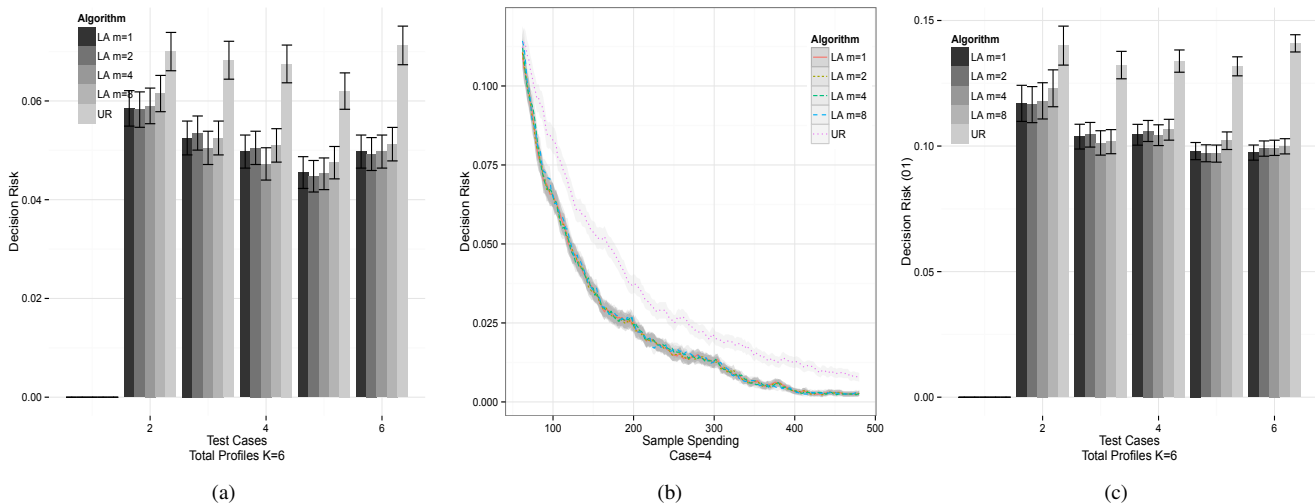 Algorithm
LA m=1
LA m=2
LA m=4
LA m=8
UR
0.06
0.04
0.02
0.00
Decision Risk
2
4
6
Test Cases
Total Profiles K=6
(a)
Algorithm
LA m=1
LA m=2
LA m=4
LA m=8
UR
0.100
0.075
0.050
0.025
0.000
Decision Risk
100
200
300
400
500
Sample Spending
Case=4
(b)
Algorithm
LA m=1
LA m=2
LA m=4
LA m=8
UR
0.15
0.10
0.05
0.00
Decision Risk (01)
2
4
6
Test Cases
Total Profiles K=6
(c)